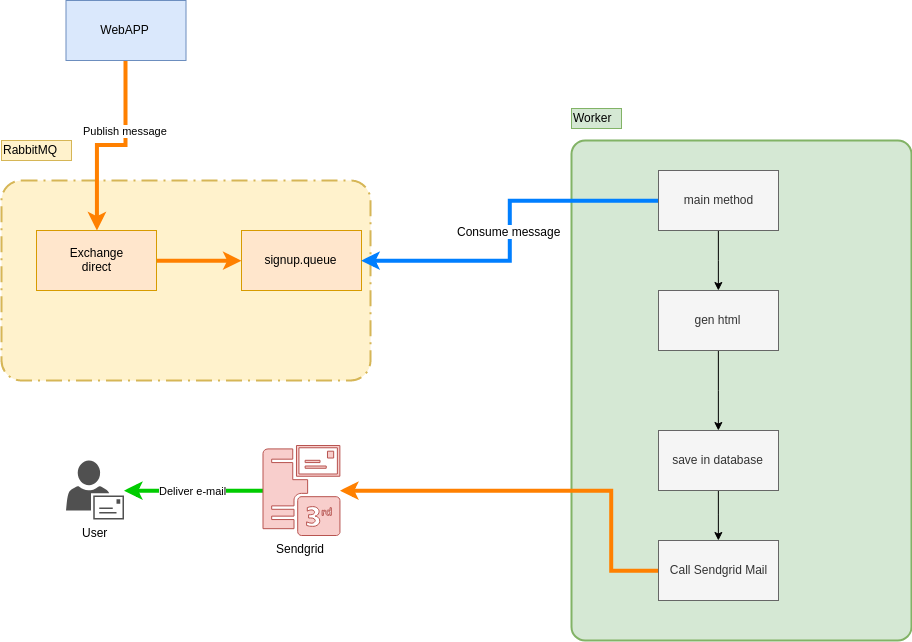 WebAPP
Publish message
RabbitMQ
Exchange
direct
signup.queue
Consume message
Worker
main method
gen html
save in database
Call Sendgrid Mail
3rd
Sendgrid
Deliver e-mail
User